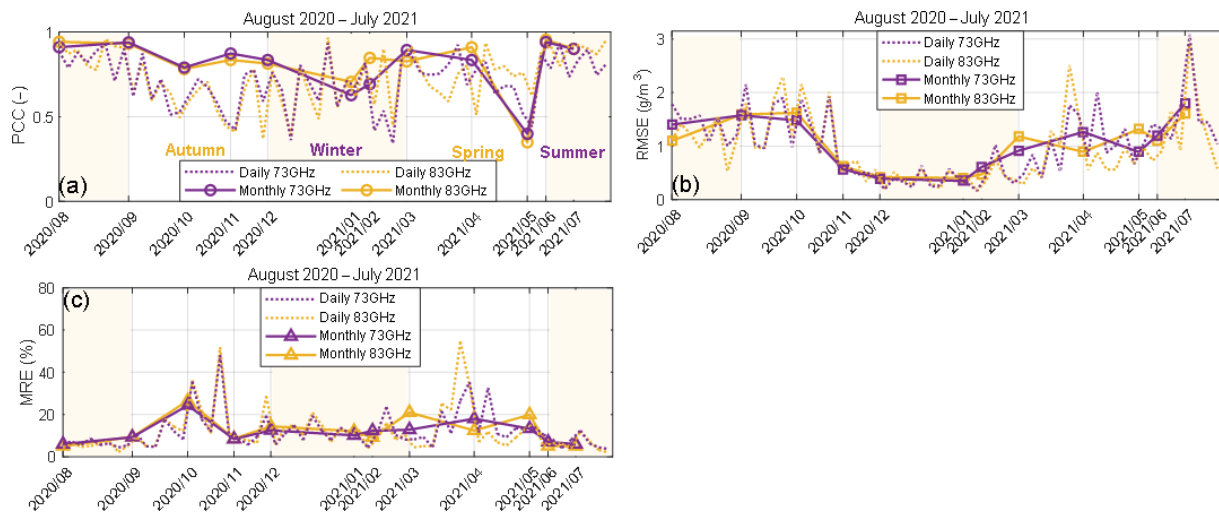 August 2020 – July 2021
PCC (-)
1
0.5
0
Autumn
Winter
Spring
Summer
Daily 73GHz
Daily 83GHz
Monthly 73GHz
Monthly 83GHz
(a)
2020/08
2020/09
2020/10
2020/11
2020/12
2021/01
2021/02
2021/03
2021/04
2021/05
2021/06
2021/07
August 2020 – July 2021
(b)
RMSE (g/m³)
3
2
1
0
Daily 73GHz
Daily 83GHz
Monthly 73GHz
Monthly 83GHz
2020/08
2020/09
2020/10
2020/11
2020/12
2021/01
2021/02
2021/03
2021/04
2021/05
2021/06
2021/07
August 2020 – July 2021
(c)
MRE (%)
80
60
40
20
0
Daily 73GHz
Daily 83GHz
Monthly 73GHz
Monthly 83GHz
2020/08
2020/09
2020/10
2020/11
2020/12
2021/01
2021/02
2021/03
2021/04
2021/05
2021/06
2021/07